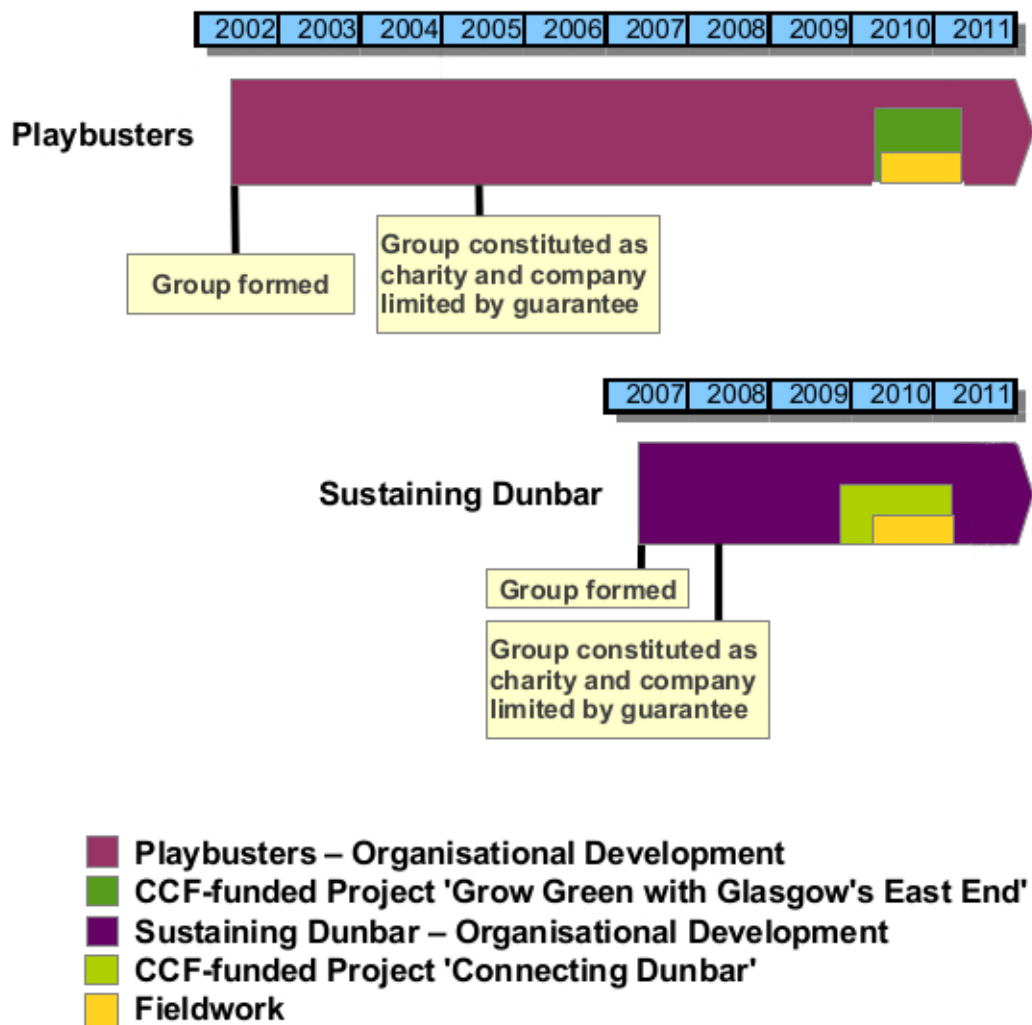 2002 2003 2004 2005 2006 2007 2008 2009 2010 2011
Playbusters
Group formed
Group constituted as
charity and company
limited by guarantee
2007 2008 2009 2010 2011
Sustaining Dunbar
Group formed
Group constituted as
charity and company
limited by guarantee
Playbusters – Organisational Development
CCF-funded Project 'Grow Green with Glasgow's East End'
Sustaining Dunbar – Organisational Development
CCF-funded Project 'Connecting Dunbar'
Fieldwork